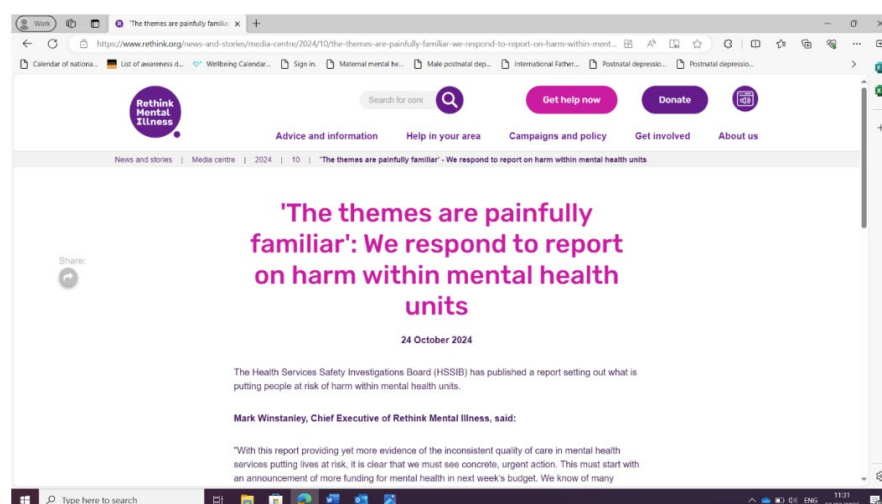 Work
'The themes are painfully familiar
https://www.rethink.org/news-and-stories/media-centre/2024/10/the-themes-are-painfully-familiar-we-respond-to-report-on-harm-within-ment...
Calendar of nationa...
List of awareness d...
Wellbeing Calendar...
Sign in.
Maternal mental he...
Male postnatal dep...
International Father...
Postnatal depressio...
Postnatal depressio...
Rethink
Mental
Illness
Search for
Get help now
Donate
Advice and information
Help in your area
Campaigns and policy
Get involved
About us
News and stories | Media centre | 2024 | 10 | 'The themes are painfully familiar' - We respond to report on harm within mental health units
'The themes are painfully
familiar': We respond to report
on harm within mental health
units
Share:
24 October 2024
The Health Services Safety Investigations Board (HSSIB) has published a report setting out what is
putting people at risk of harm within mental health units.
Mark Winstanley, Chief Executive of Rethink Mental Illness, said:
"With this report providing yet more evidence of the inconsistent quality of care in mental health
services putting lives at risk, it is clear that we must see concrete, urgent action. This must start with
an announcement of more funding for mental health in next week's budget. We know of many
Type here to search
ENG
11:31